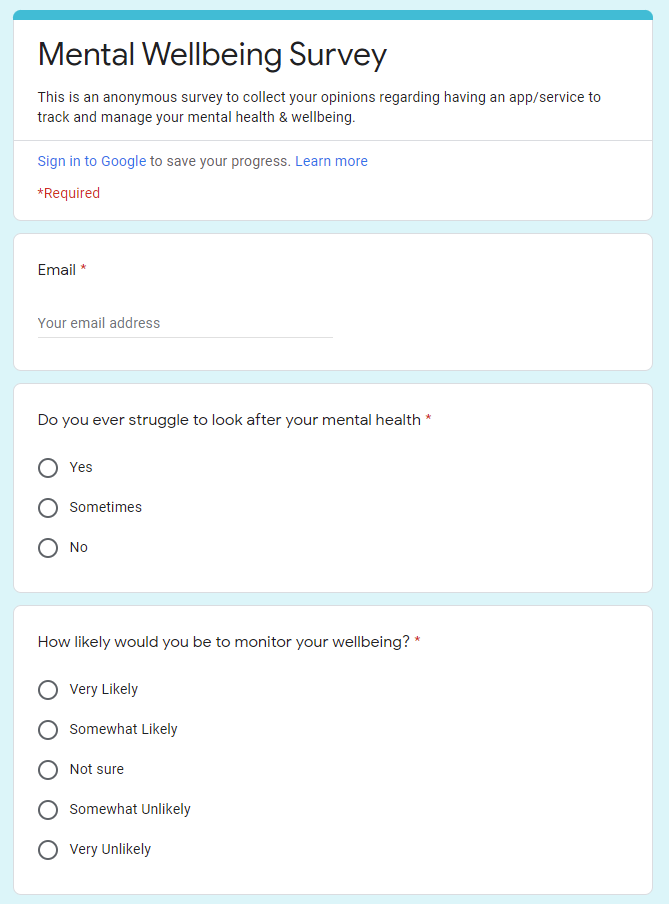 Mental Wellbeing Survey
This is an anonymous survey to collect your opinions regarding having an app/service to
track and manage your mental health & wellbeing.
Sign in to Google to save your progress. Learn more
*Required
Email *
Your email address
Do you ever struggle to look after your mental health *
Yes
Sometimes
No
How likely would you be to monitor your wellbeing? *
Very Likely
Somewhat Likely
Not sure
Somewhat Unlikely
Very Unlikely